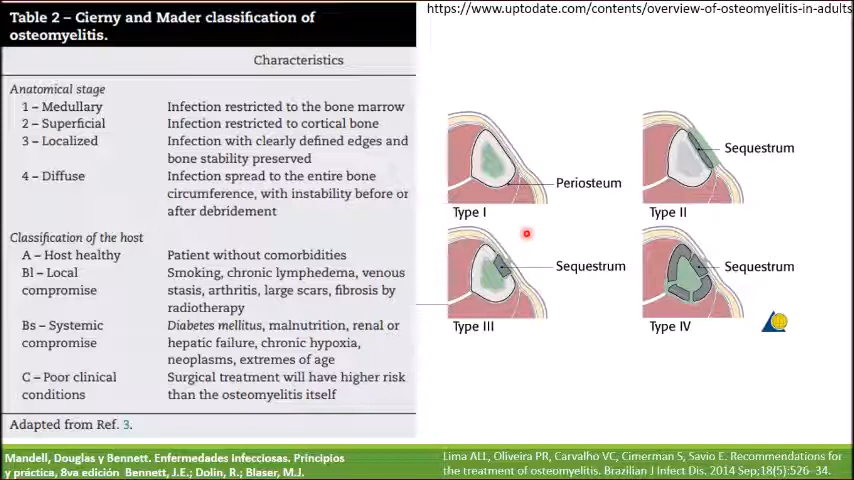 https://www.uptodate.com/contents/overview-of-osteomyelitis-in-adults
Table 2 – Cierny and Mader classification of
osteomyelitis.
Characteristics
Anatomical stage
1 – Medullary Infection restricted to the bone marrow
2 – Superficial Infection restricted to cortical bone
3 – Localized Infection with clearly defined edges and
bone stability preserved
4 – Diffuse Infection spread to the entire bone
circumference, with instability before or
after debridement
Classification of the host
A – Host healthy Patient without comorbidities
Bl – Local Smoking, chronic lymphedema, venous
compromise stasis, arthritis, large scars, fibrosis by
radiotherapy
Bs – Systemic Diabetes mellitus, malnutrition, renal or
compromise hepatic failure, chronic hypoxia,
neoplasms, extremes of age
C – Poor clinical Surgical treatment will have higher risk
conditions than the osteomyelitis itself
Adapted from Ref. 3.
Periosteum
Type I
Sequestrum
Type II
Sequestrum
Type III
Sequestrum
Type IV
Mandell, Douglas y Bennett. Enfermedades infecciosas. Principios
y práctica, 8va edición Bennett, J.E.; Dolin, R.; Blaser, M.J.
Lima ALL, Oliveira PR, Carvalho VC, Cimerman S, Savio E. Recommendations for
the treatment of osteomyelitis. Brazilian J Infect Dis. 2014 Sep;18(5):526–34.